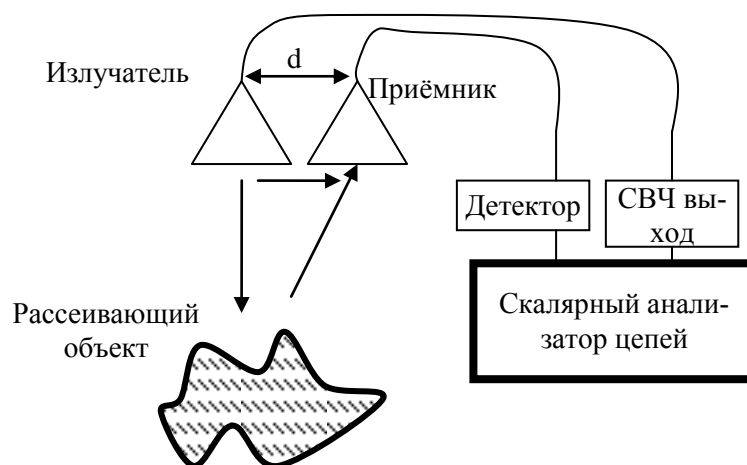 Излучатель
d
Приёмник
Детектор
СВЧ вы-
ход
Рассеивающий
объект
Скалярный анали-
затор цепей